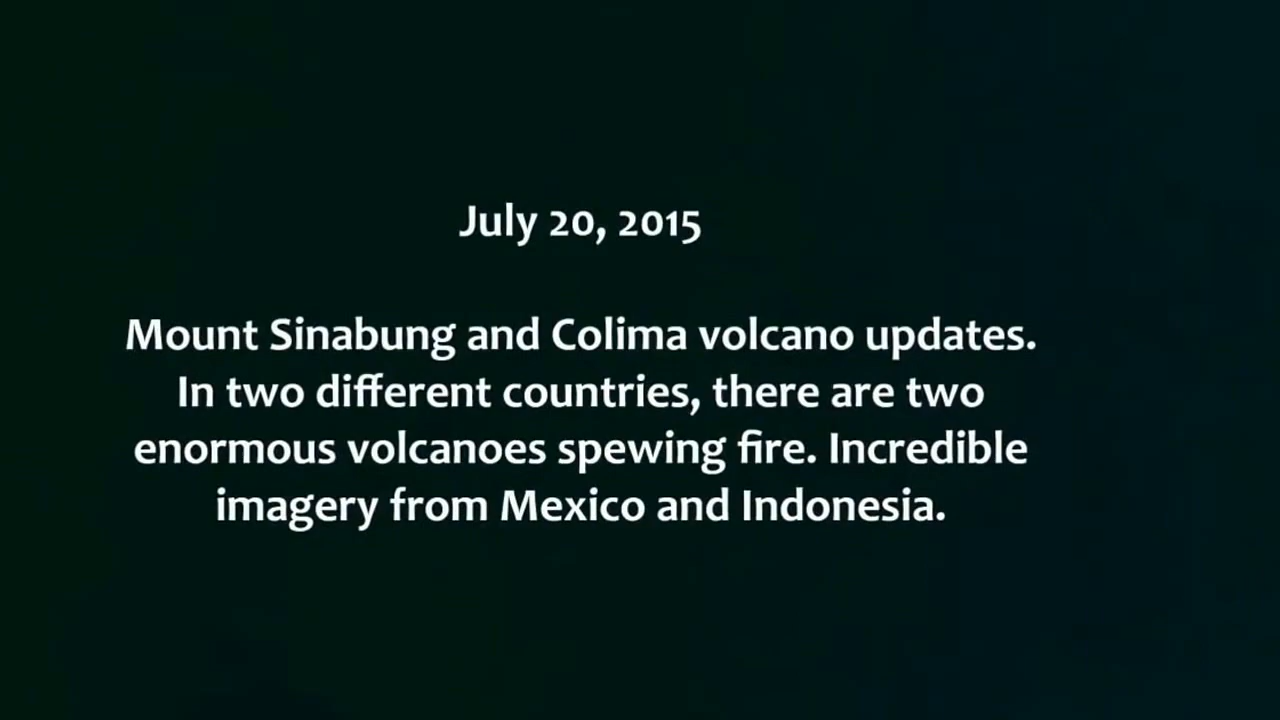 July 20, 2015
Mount Sinabung and Colima volcano updates.
In two different countries, there are two
enormous volcanoes spewing fire. Incredible
imagery from Mexico and Indonesia.